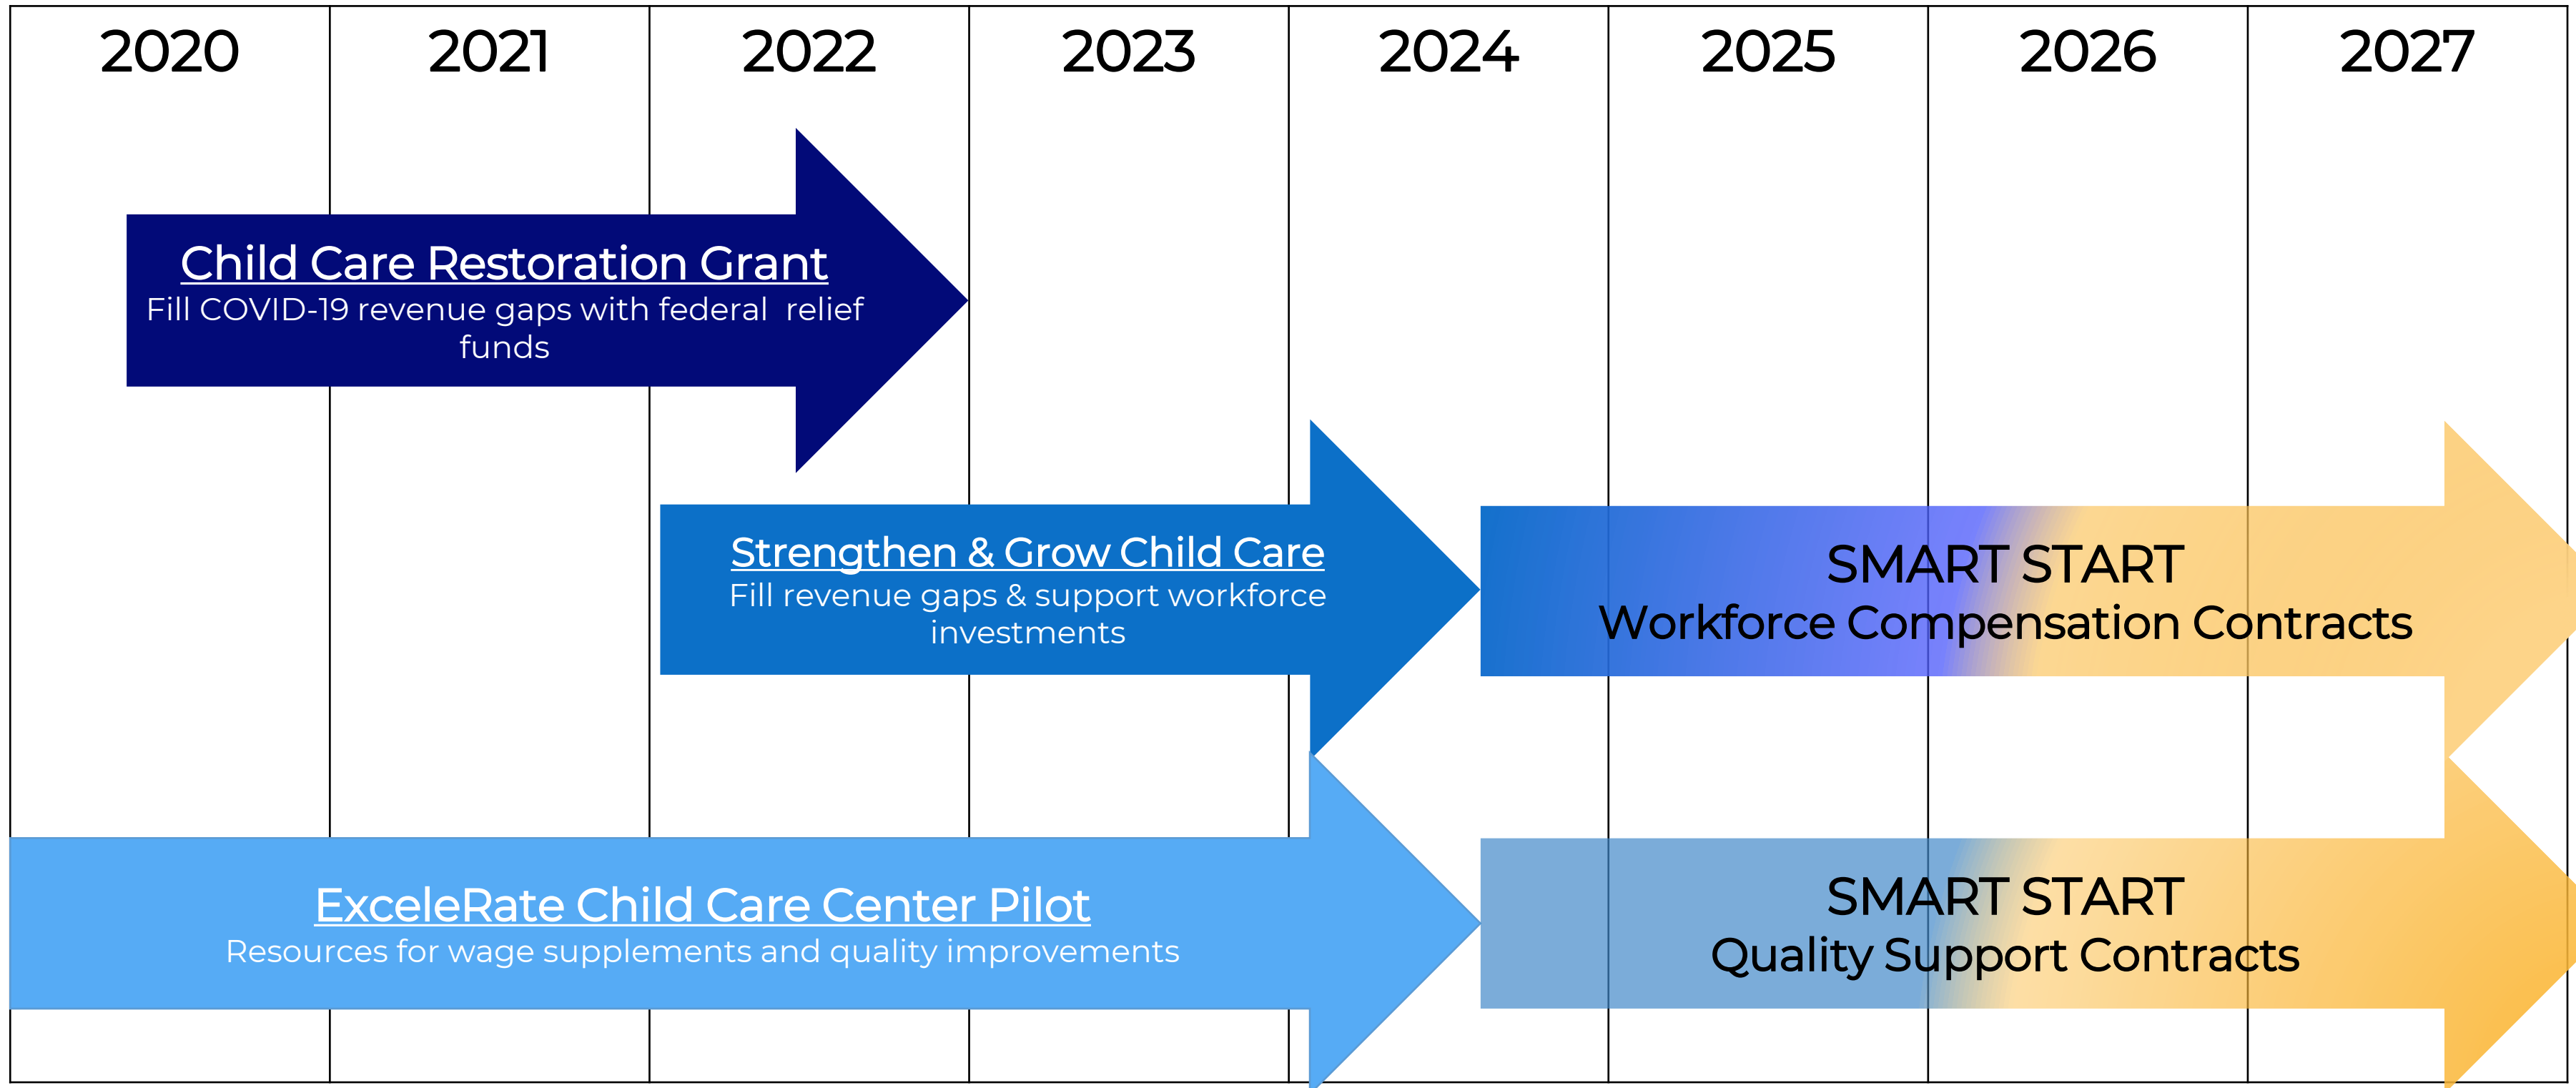 2020 2021 2022 2023 2024 2025 2026 2027
Child Care Restoration Grant
Fill COVID-19 revenue gaps with federal  relief
funds
Strengthen & Grow Child Care
Fill revenue gaps & support workforce
investments
SMART START
Workforce Compensation Contracts
ExceleRate Child Care Center Pilot
Resources for wage supplements and quality improvements
SMART START
Quality Support Contracts